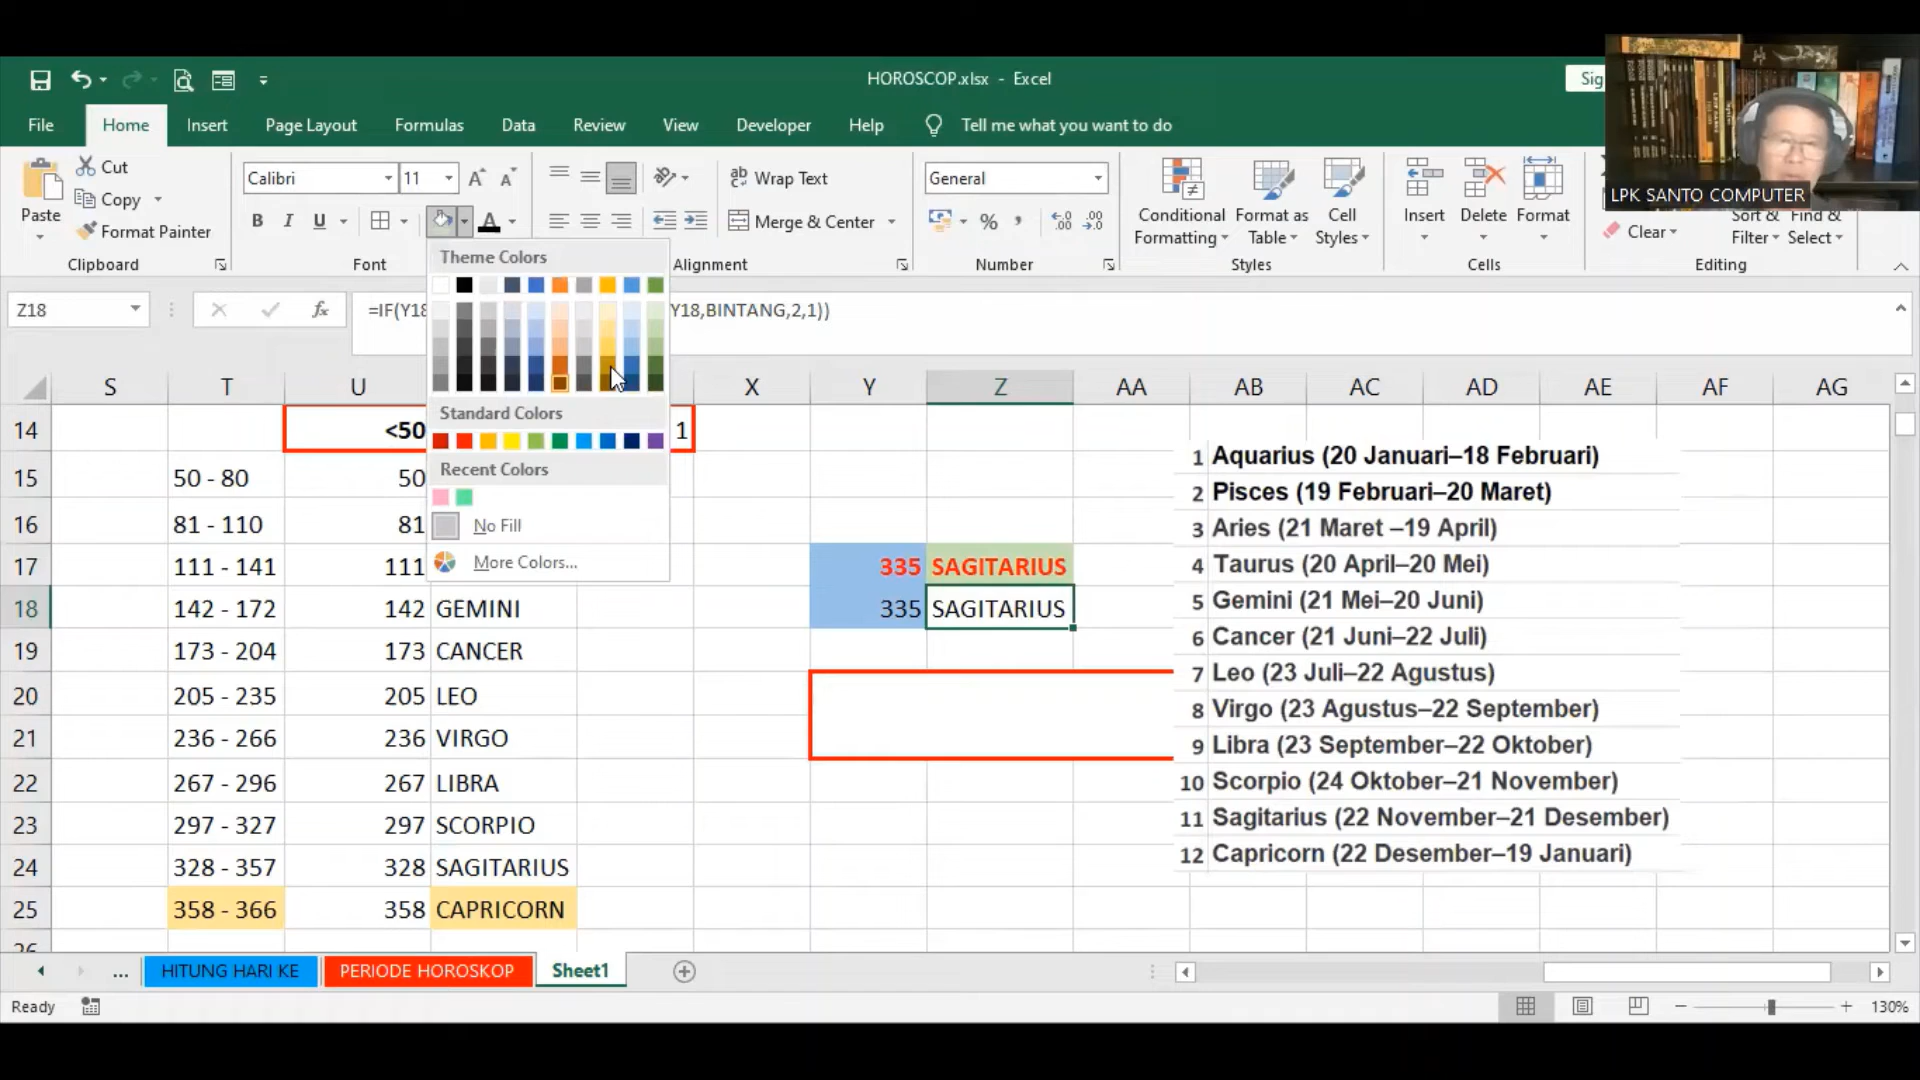 HOROSCOP.xlsx - Excel
Sig
File Home Insert Page Layout Formulas Data Review View Developer Help Tell me what you want to do
LPK SANTO COMPUTER
Paste
Cut
Copy
Format Painter
Clipboard
Calibri 11
B I U A
Font
Wrap Text
Merge & Center
Alignment
General
%
Number
Conditional Formatting
Format as Table
Cell Styles
Styles
Insert Delete Format
Cells
Clear
Sort & Filter
Find & Select
Editing
Z18
fx
=IF(Y18
Y18,BINTANG,2,1))
Theme Colors
Standard Colors
Recent Colors
No Fill
More Colors...
S T U X Y Z AA AB AC AD AE AF AG
14 <50 1
15 50 - 80 50
16 81 - 110 81
17 111 - 141 111 335 SAGITARIUS
18 142 - 172 142 GEMINI 335 SAGITARIUS
19 173 - 204 173 CANCER
20 205 - 235 205 LEO
21 236 - 266 236 VIRGO
22 267 - 296 267 LIBRA
23 297 - 327 297 SCORPIO
24 328 - 357 328 SAGITARIUS
25 358 - 366 358 CAPRICORN
26
1 Aquarius (20 Januari–18 Februari)
2 Pisces (19 Februari–20 Maret)
3 Aries (21 Maret –19 April)
4 Taurus (20 April–20 Mei)
5 Gemini (21 Mei–20 Juni)
6 Cancer (21 Juni–22 Juli)
7 Leo (23 Juli–22 Agustus)
8 Virgo (23 Agustus–22 September)
9 Libra (23 September–22 Oktober)
10 Scorpio (24 Oktober–21 November)
11 Sagitarius (22 November–21 Desember)
12 Capricorn (22 Desember–19 Januari)
... HITUNG HARI KE PERIODE HOROSKOP Sheet1
Ready
130%